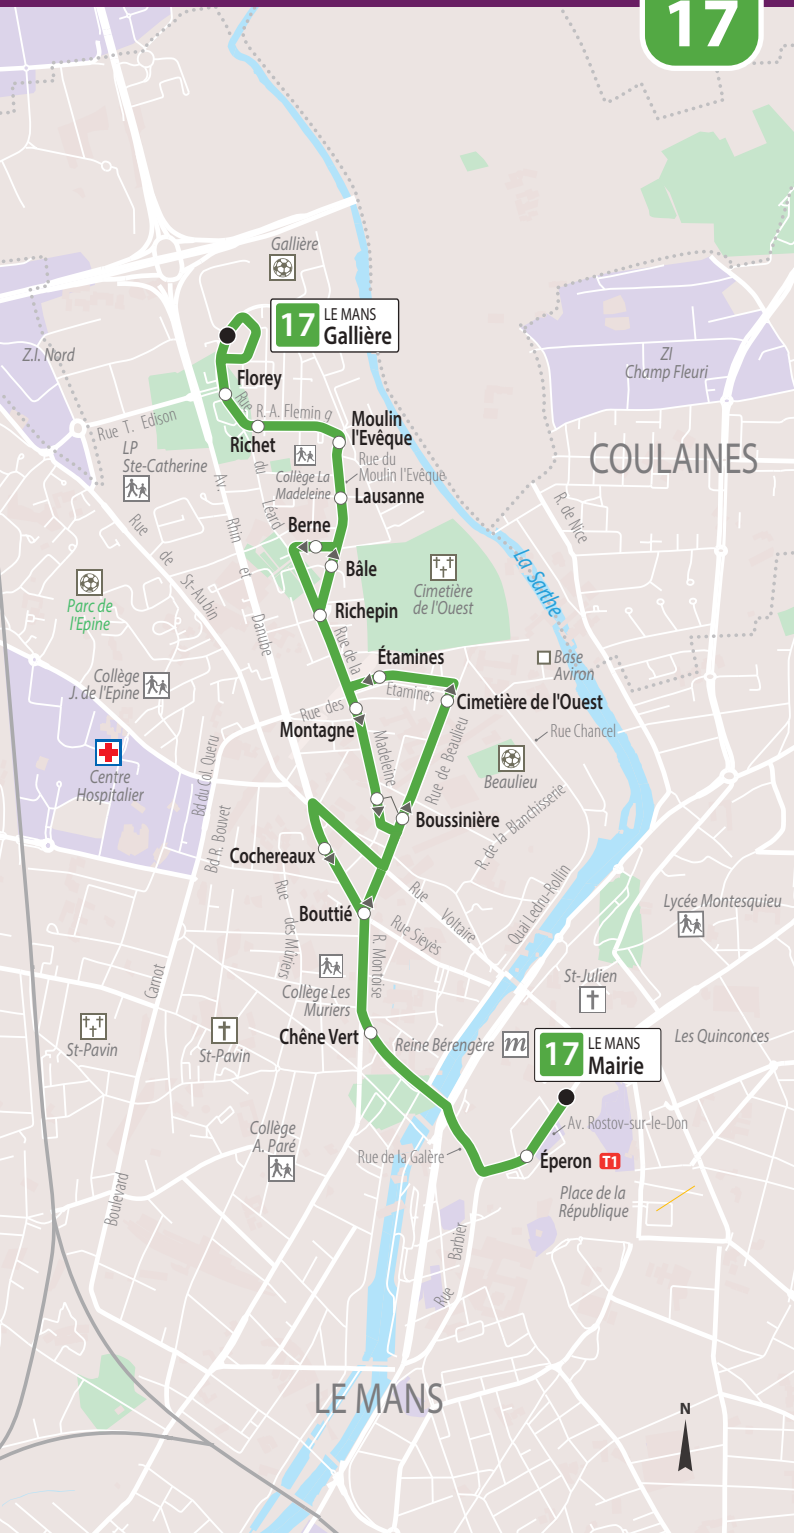 17
Gallière
17 LE MANS
Gallière
Z.I. Nord
ZI
Champ Fleuri
Florey
Rue
R. A. Flemin g
Rue T. Edison
Richet
Moulin
l'Evêque
COULAINES
LP
Ste-Catherine
Collège La
Madeleine
Rue du
Moulin l'Evêque
du
Léard
Av.
Rhin
et
Danube
Lausanne
R. de Nice
Berne
Rue
de
St-Aubin
Bâle
La Sarthe
Cimetière
de l'Ouest
Parc de
l'Epine
Richepin
Rue de la
Étamines
Base
Aviron
Collège
J. de l'Epine
Etamines
Cimetière de l'Ouest
Rue des
Montagne
Rue Chancel
Madeleine
Rue de Beaulieu
Bd du Col. Queru
Centre
Hospitalier
Beaulieu
R. de la Blanchisserie
Boussinière
Bd R. Bouvet
Cochereaux
Rue
des Mûriers
Rue
Voltaire
Quai Ledru-Rollin
Lycée Montesquieu
Bouttié
Rue Sieyès
R. Montoise
Carnot
Collège Les
Muriers
St-Julien
St-Pavin
St-Pavin
Chêne Vert
Reine Bérengère
m
17 LE MANS
Mairie
Les Quinconces
Av. Rostov-sur-le-Don
Collège
A. Paré
Rue de la Galère
Éperon T1
Place de la
République
Boulevard
Rue
Barbier
LE MANS
N